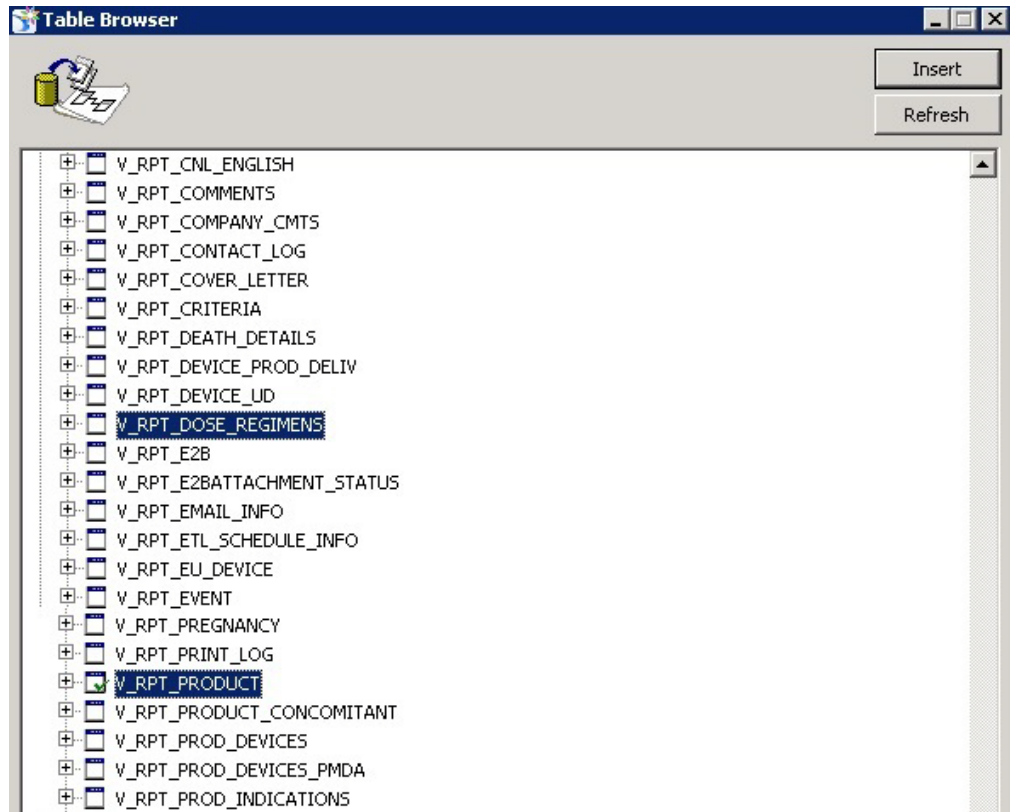 Table Browser
Insert
Refresh
V_RPT_CNL_ENGLISH
V_RPT_COMMENTS
V_RPT_COMPANY_CMTS
V_RPT_CONTACT_LOG
V_RPT_COVER_LETTER
V_RPT_CRITERIA
V_RPT_DEATH_DETAILS
V_RPT_DEVICE_PROD_DELIV
V_RPT_DEVICE_UD
V_RPT_DOSE_REGIMENS
V_RPT_E2B
V_RPT_E2BATTACHMENT_STATUS
V_RPT_EMAIL_INFO
V_RPT_ETL_SCHEDULE_INFO
V_RPT_EU_DEVICE
V_RPT_EVENT
V_RPT_PREGNANCY
V_RPT_PRINT_LOG
V_RPT_PRODUCT
V_RPT_PRODUCT_CONCOMITANT
V_RPT_PROD_DEVICES
V_RPT_PROD_DEVICES_PMDA
V_RPT_PROD_INDICATIONS